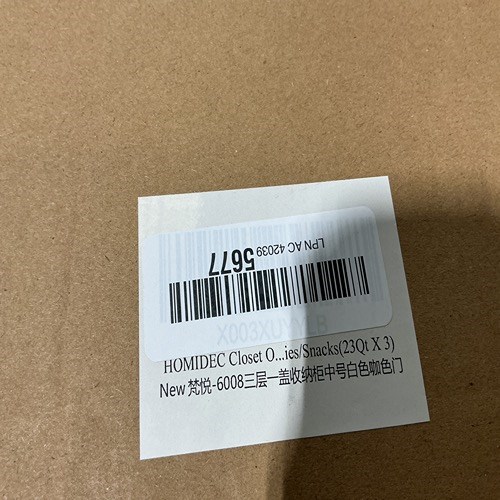 LPN AC 42039 5677
HOMIDEC Closet O...ies/Snacks(23Qt X 3)
New 梵悦-6008三层一盖收纳柜中号白色咖色门